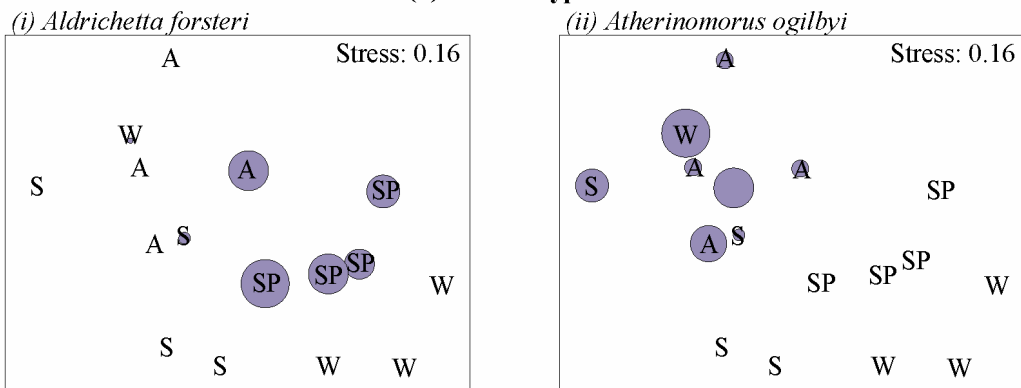 (i) Aldrichetta forsteri
A Stress: 0.16
W
A A
S SP
A S
SP SP SP W
S
S W W
(ii) Atherinomorus ogilbyi
A Stress: 0.16
W
A A
S SP
A S
SP SP SP W
S
S W W